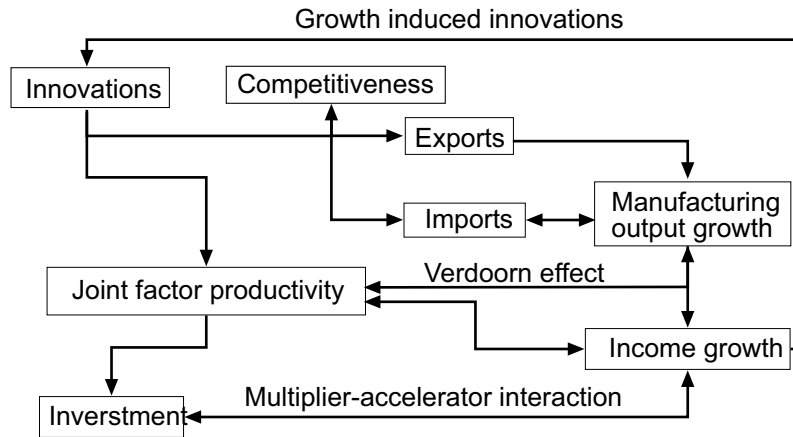 Growth induced innovations
Innovations
Competitiveness
Exports
Imports
Manufacturing
output growth
Verdoorn effect
Joint factor productivity
Income growth
Multiplier-accelerator interaction
Inverstment